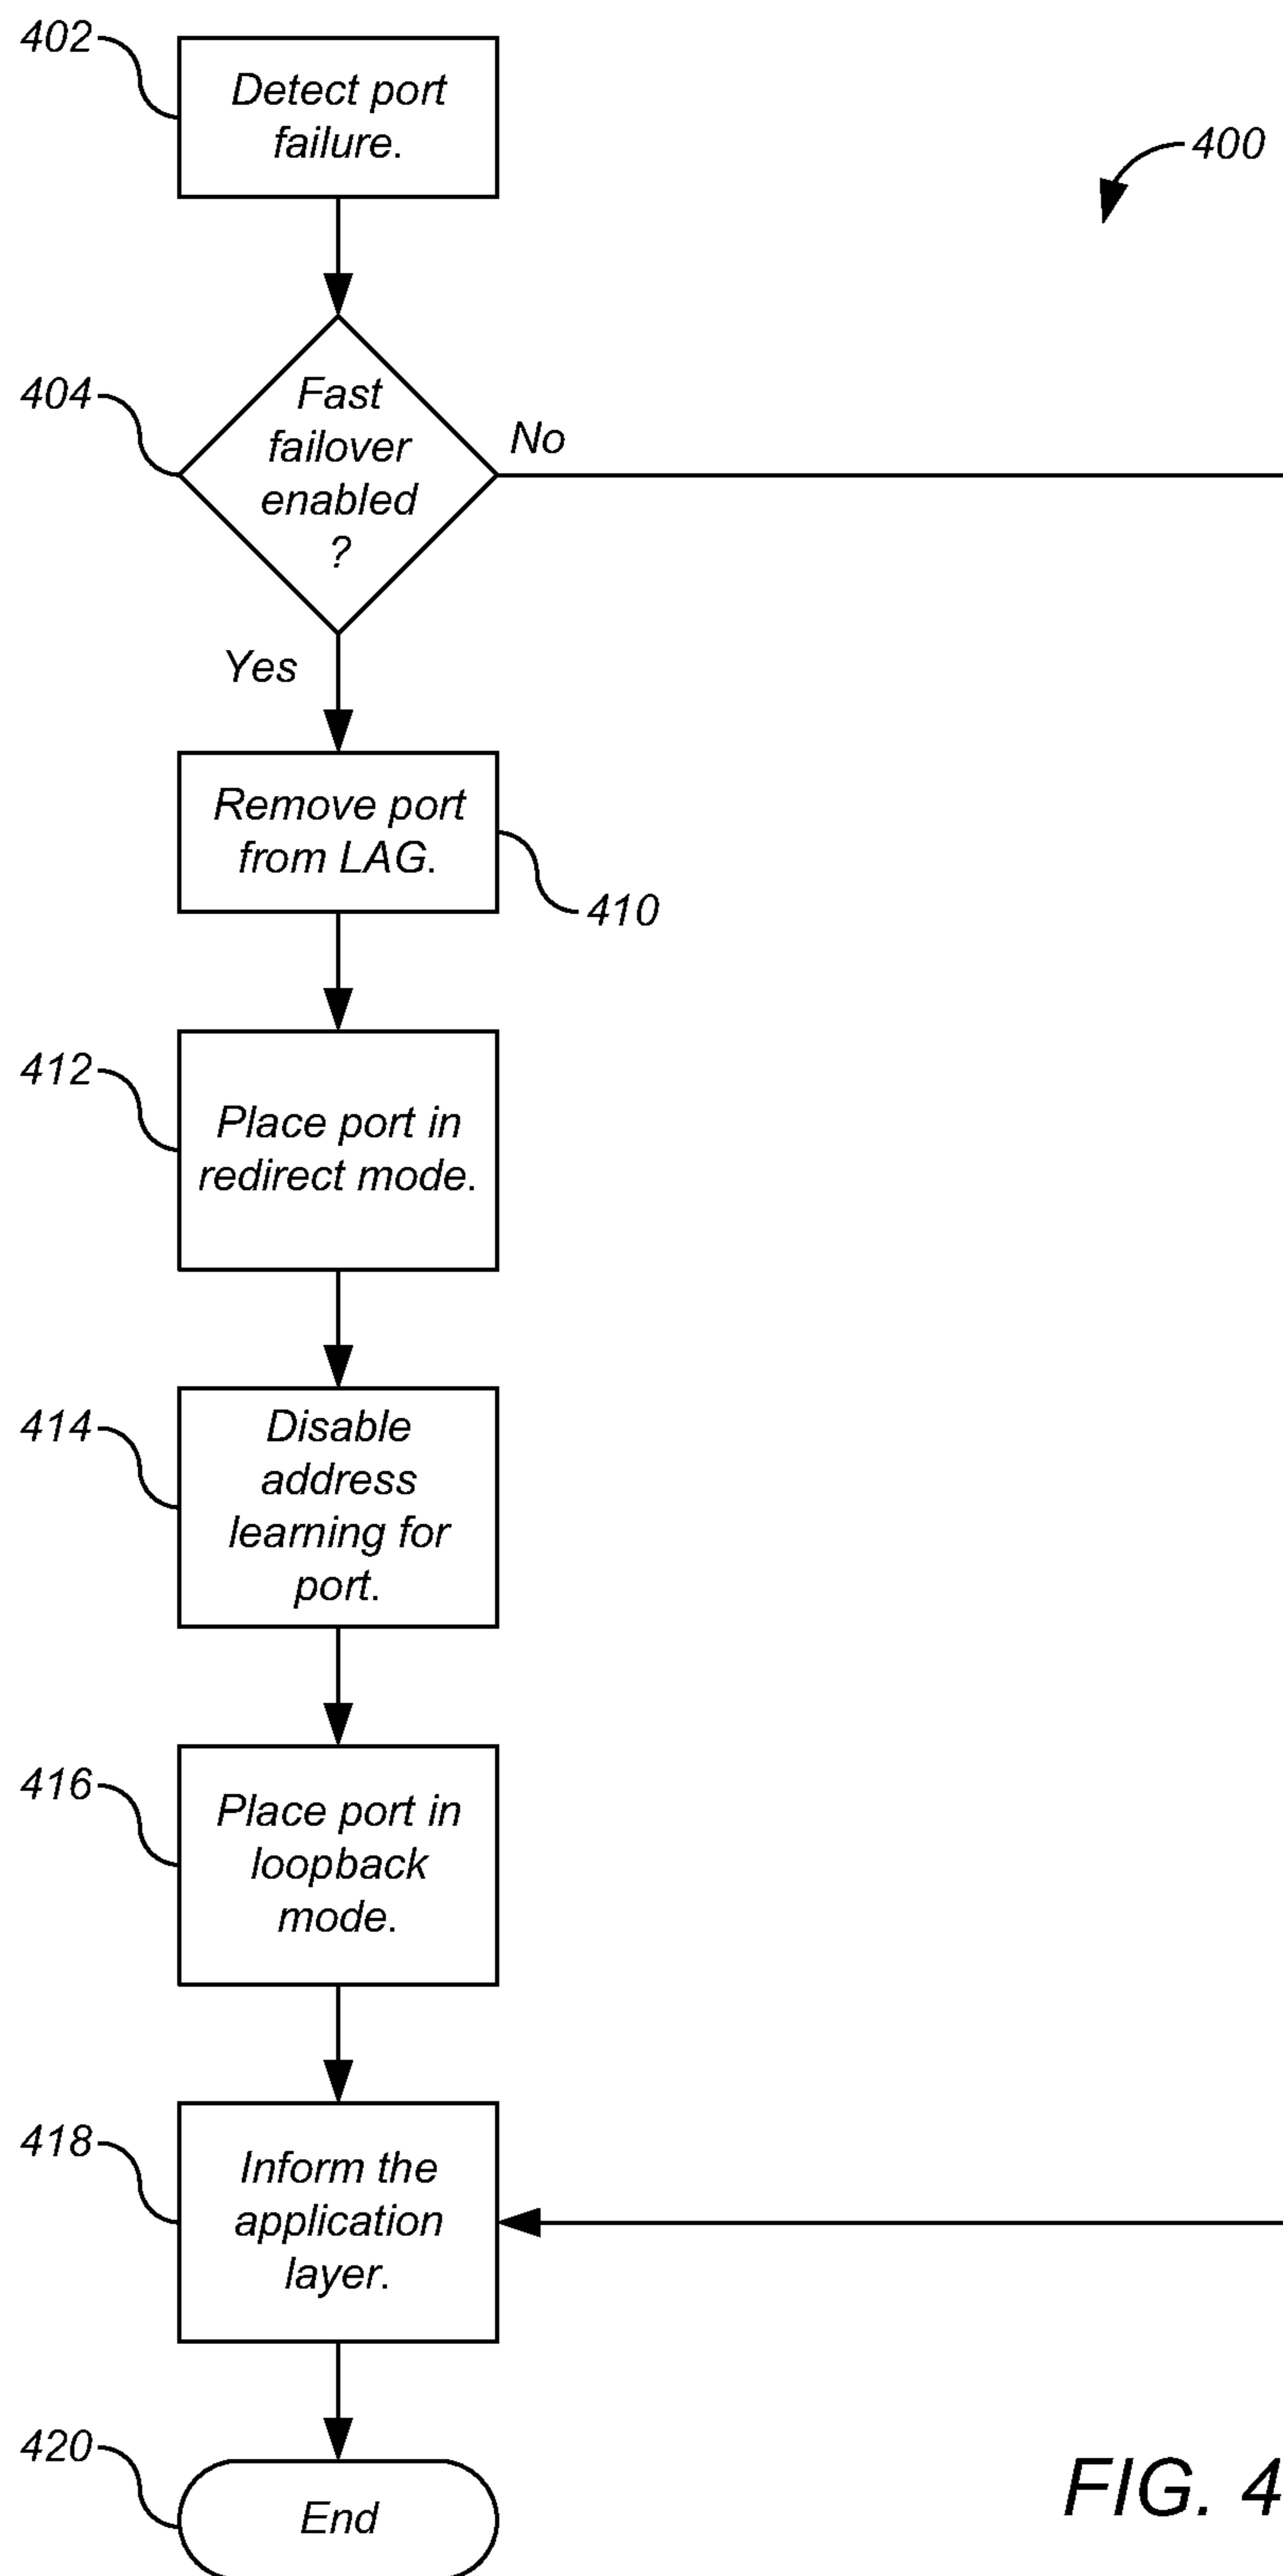 402
Detect port
failure.
400
404
Fast
failover
enabled
?
No
Yes
Remove port
from LAG.
410
412
Place port in
redirect mode.
414
Disable
address
learning for
port.
416
Place port in
loopback
mode.
418
Inform the
application
layer.
420
End
FIG. 4